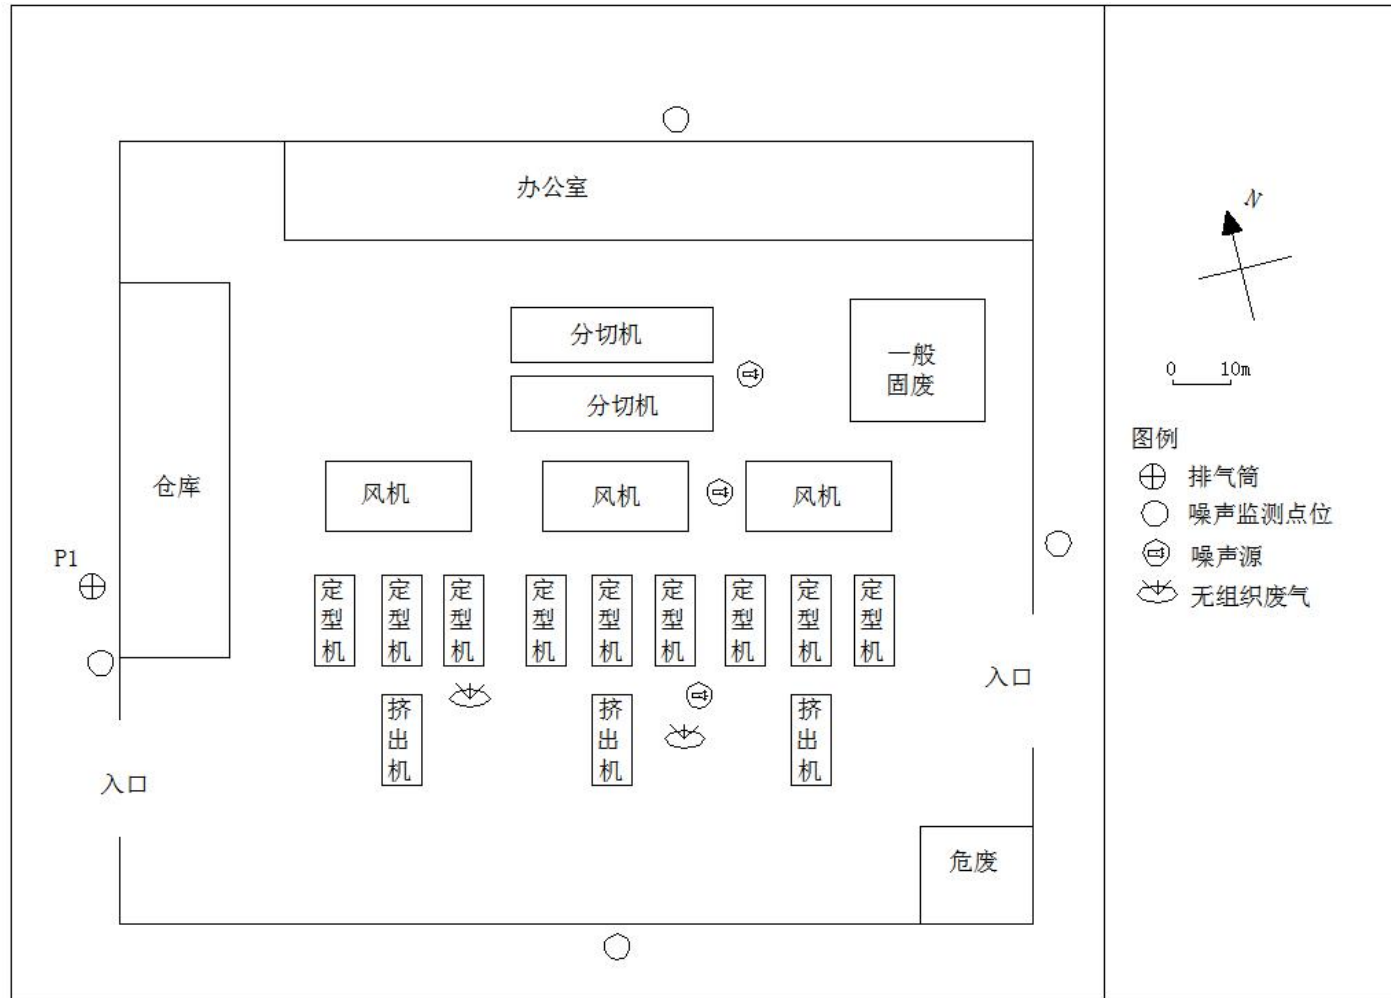 办公室
N
分切机
分切机
一般
固废
0 10m
图例
排气筒
噪声监测点位
噪声源
无组织废气
仓库
风机
风机
风机
P1
定型机
定型机
定型机
定型机
定型机
定型机
定型机
定型机
定型机
入口
挤出机
挤出机
挤出机
入口
危废